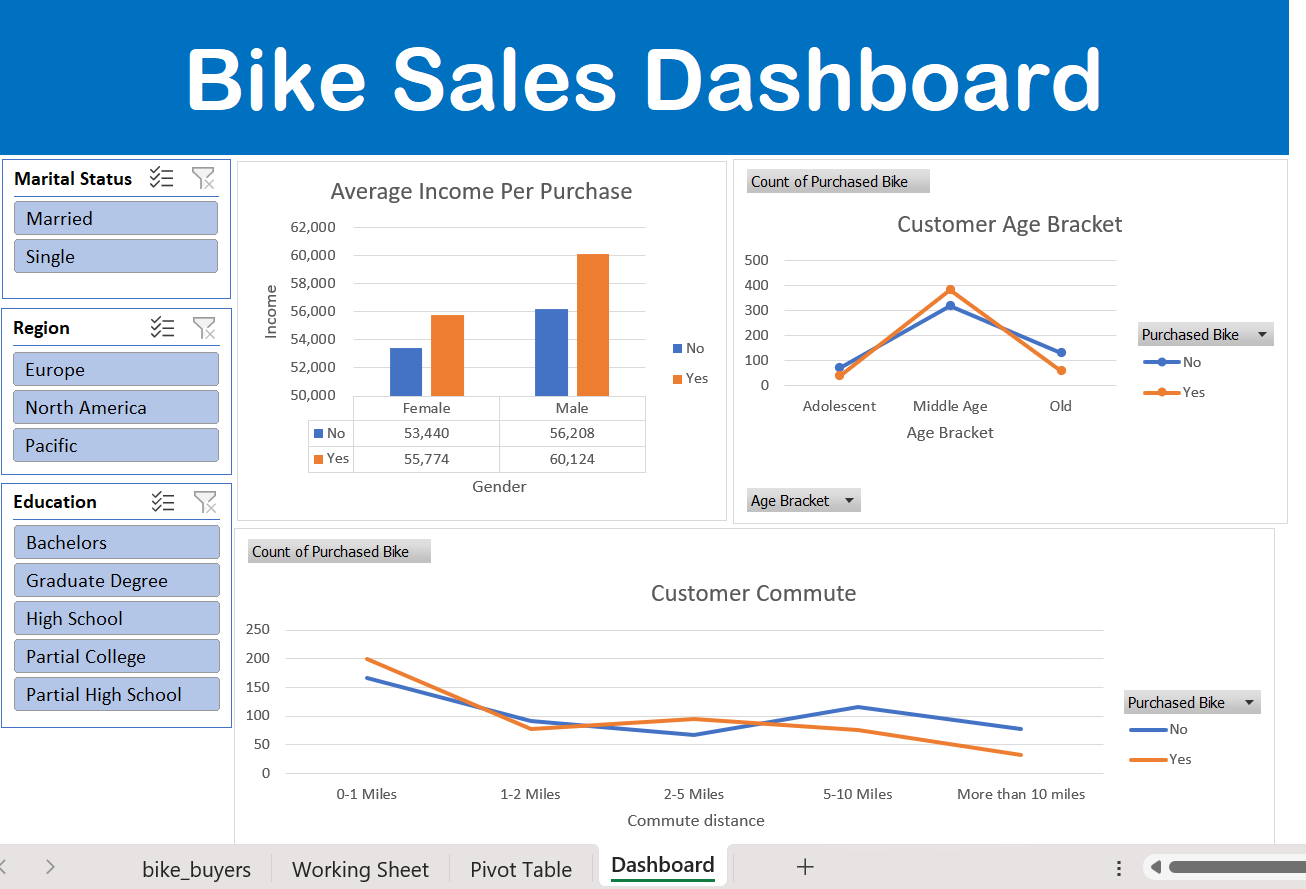 Bike Sales Dashboard
Marital Status
Married
Single
Region
Europe
North America
Pacific
Education
Bachelors
Graduate Degree
High School
Partial College
Partial High School
Average Income Per Purchase
Income
62,000
60,000
58,000
56,000
54,000
52,000
50,000
Female Male
No 53,440 56,208
Yes 55,774 60,124
Gender
No
Yes
Count of Purchased Bike
Customer Age Bracket
500
400
300
200
100
0
Adolescent Middle Age Old
Age Bracket
Purchased Bike
No
Yes
Age Bracket
Count of Purchased Bike
Customer Commute
250
200
150
100
50
0
0-1 Miles 1-2 Miles 2-5 Miles 5-10 Miles More than 10 miles
Commute distance
Purchased Bike
No
Yes
bike_buyers Working Sheet Pivot Table Dashboard